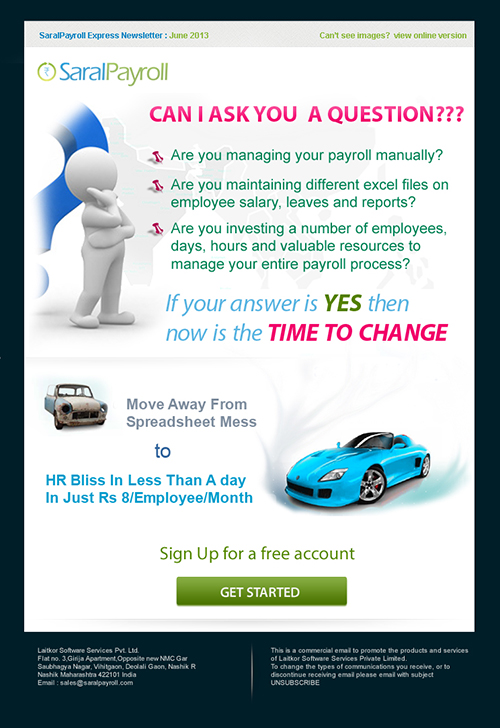 SaralPayroll Express Newsletter : June 2013
Can't see images? view online version
SaralPayroll
CAN I ASK YOU A QUESTION???
Are you managing your payroll manually?
Are you maintaining different excel files on
employee salary, leaves and reports?
Are you investing a number of employees,
days, hours and valuable resources to
manage your entire payroll process?
If your answer is YES then
now is the TIME TO CHANGE
Move Away From
Spreadsheet Mess
to
HR Bliss In Less Than A day
In Just Rs 8/Employee/Month
Sign Up for a free account
GET STARTED
Laitkor Software Services Pvt. Ltd.
Flat no. 3,Girija Apartment,Opposite new NMC Gar
Saubhagya Nagar, Vihitgaon, Deolali Gaon, Nashik R
Nashik Maharashtra 422101 India
Email : sales@saralpayroll.com
This is a commercial email to promote the products and services
of Laitkor Software Services Private Limited.
To change the types of communications you receive, or to
discontinue receiving email please email with subject
UNSUBSCRIBE